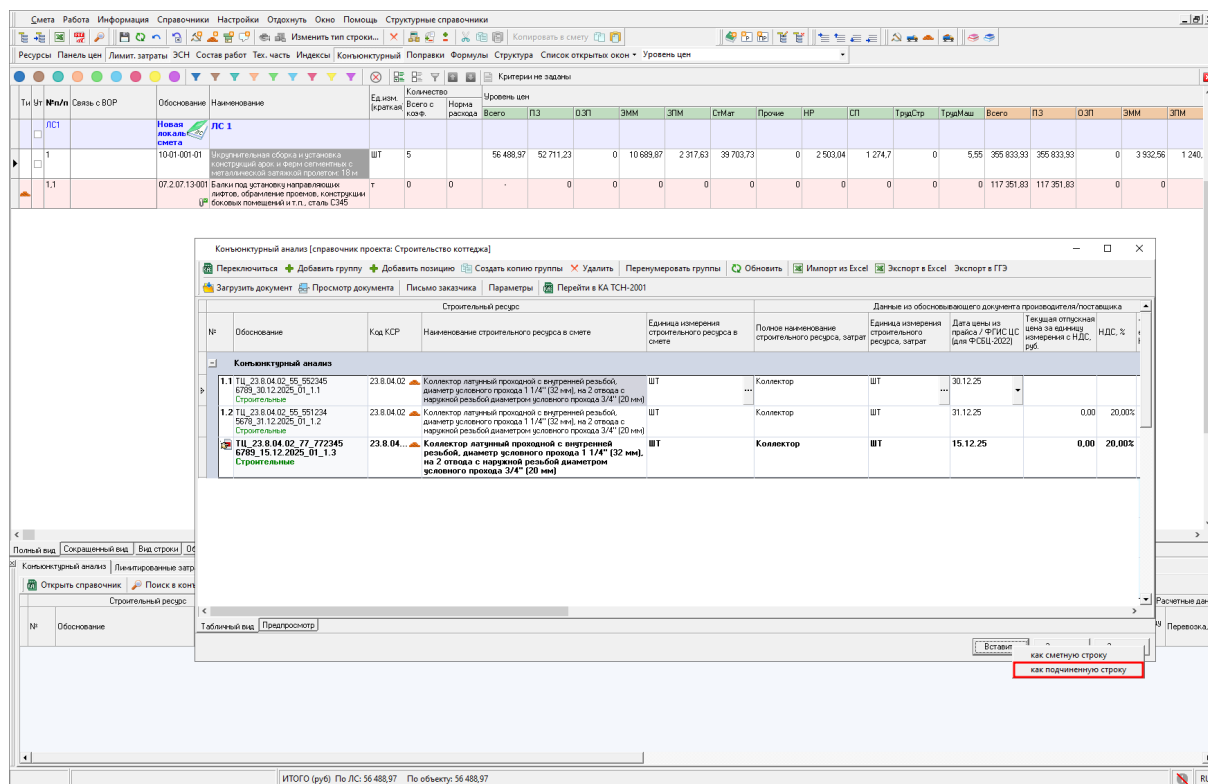 Смета Работа Информация Справочники Настройки Отдохнуть Окно Помощь Структурные справочники
Изменить тип строки... Копировать в смету
Ресурсы Панель цен Лимит. затраты ЭСН Состав работ Тех. часть Индексы Конъюнктурный Поправки Формулы Структура Список открытых окон Уровень цен
Критерии не заданы
Ти Ут №п/п Связь с ВОР Обоснование Наименование Ед.изм. (краткая Количество Всего с коэф. Норма расхода Уровень цен
Всего ПЗ ОЗП ЭММ ЗПМ СтМат Прочие НР СП ТрудСтр ТрудМаш Всего ПЗ ОЗП ЭММ ЗПМ
ЛС1 Новая локальн смета ЛС 1
1 10-01-001-01 Укрупнительная сборка и установка конструкций арок и ферм сегментных с металлической затяжкой пролетом: 18 м ШТ 5 56 488,97 52 711,23 0 10 689,87 2 317,63 39 703,73 0 2 503,04 1 274,7 0 5,55 355 833,93 355 833,93 0 3 932,56 1 240,
1,1 07.2.07.13-001 Балки под установку направляющих лифтов, обрамление проемов, конструкции боковых помещений и т.п., сталь С345 т 0 0 - 0 0 0 0 0 0 0 0 0 0 117 351,83 117 351,83 0 0
Конъюнктурный анализ [справочник проекта: Строительство коттеджа]
Переключиться Добавить группу Добавить позицию Создать копию группы Удалить Перенумеровать группы Обновить Импорт из Excel Экспорт в Excel Экспорт в ГГЭ
Загрузить документ Просмотр документа Письмо заказчика Параметры Перейти в КА ТСН-2001
Строительный ресурс Данные из обосновывающего документа производителя/поставщика
№ Обоснование Код КСР Наименование строительного ресурса в смете Единица измерения строительного ресурса в смете Полное наименование строительного ресурса, затрат Единица измерения строительного ресурса, затрат Дата цены из прайса / ФГИС ЦС (для ФСБЦ-2022) Текущая отпускная цена за единицу измерения с НДС, руб. НДС, %
Конъюнктурный анализ
1.1 ТЦ_23.8.04.02_55_552345
6789_30.12.2025_01_1.1
Строительные
23.8.04.02 Коллектор латунный проходной с внутренней резьбой, диаметр условного прохода 1 1/4" (32 мм), на 2 отвода с наружной резьбой диаметром условного прохода 3/4" (20 мм) ШТ ... Коллектор ШТ ... 30.12.25
1.2 ТЦ_23.8.04.02_55_551234
5678_31.12.2025_01_1.2
Строительные
23.8.04.02 Коллектор латунный проходной с внутренней резьбой, диаметр условного прохода 1 1/4" (32 мм), на 2 отвода с наружной резьбой диаметром условного прохода 3/4" (20 мм) ШТ Коллектор ШТ 31.12.25 0,00 20,00%
ТЦ_23.8.04.02_77_772345
6789_15.12.2025_01_1.3
Строительные
23.8.04... Коллектор латунный проходной с внутренней резьбой, диаметр условного прохода 1 1/4" (32 мм), на 2 отвода с наружной резьбой диаметром условного прохода 3/4" (20 мм) ШТ Коллектор ШТ 15.12.25 0,00 20,00%
Табличный вид Предпросмотр
Вставит
как сметную строку
как подчиненную строку
Полный вид Сокращенный вид Вид строки Об
Конъюнктурный анализ Лимитированные затр
Открыть справочник Поиск в конъ
Строительный ресурс Расчетные дан
№ Обоснование Перевозка,
ИТОГО (руб) По ЛС: 56 488,97 По объекту: 56 488,97
RU